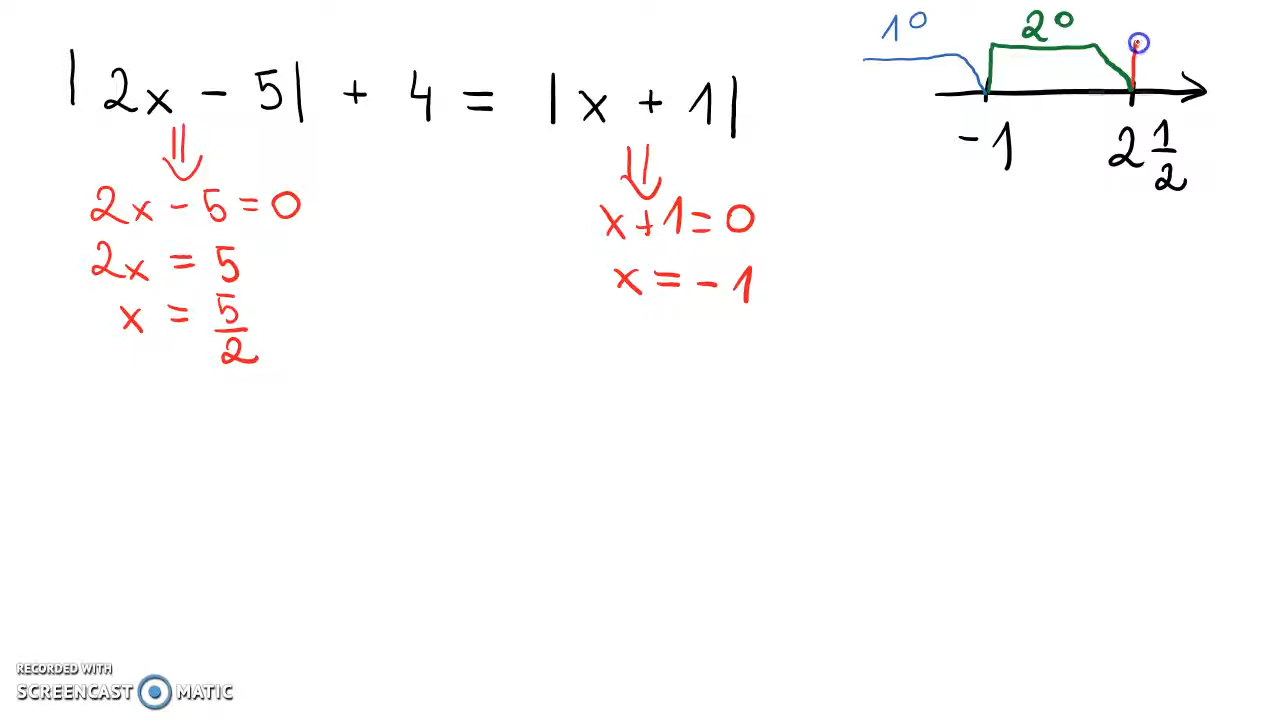 |2x - 5| + 4 = |x + 1|
2x - 5 = 0
2x = 5
x = 5/2
x + 1 = 0
x = - 1
1° 2°
-1 2 1/2
RECORDED WITH
SCREENCAST MATIC